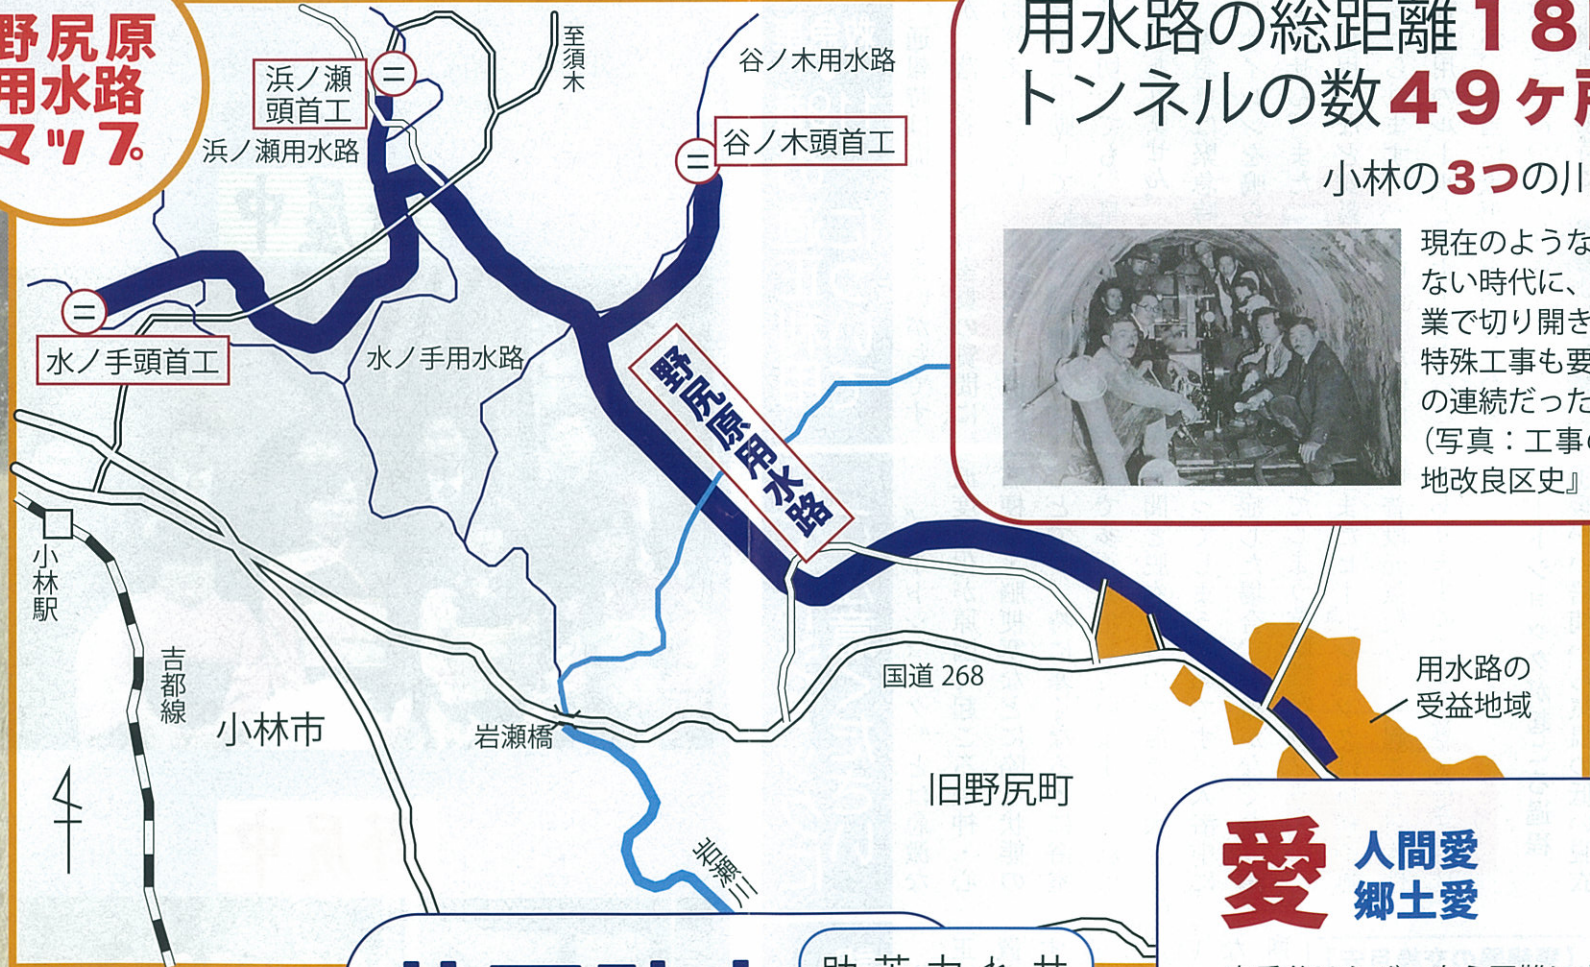 野尻原
用水路
マップ
浜ノ瀬
頭首工
浜ノ瀬用水路
至須木
谷ノ木用水路
谷ノ木頭首工
水ノ手頭首工
水ノ手用水路
野尻原用水路
小林駅
吉都線
小林市
岩瀬橋
岩瀬川
国道268
旧野尻町
用水路の
受益地域
用水路の総距離18
トンネルの数49ヶ所
小林の3つの川
現在のような
ない時代に、
業で切り開き
特殊工事も要
の連続だった
（写真：工事の
地改良区史』
愛
人間愛
郷土愛